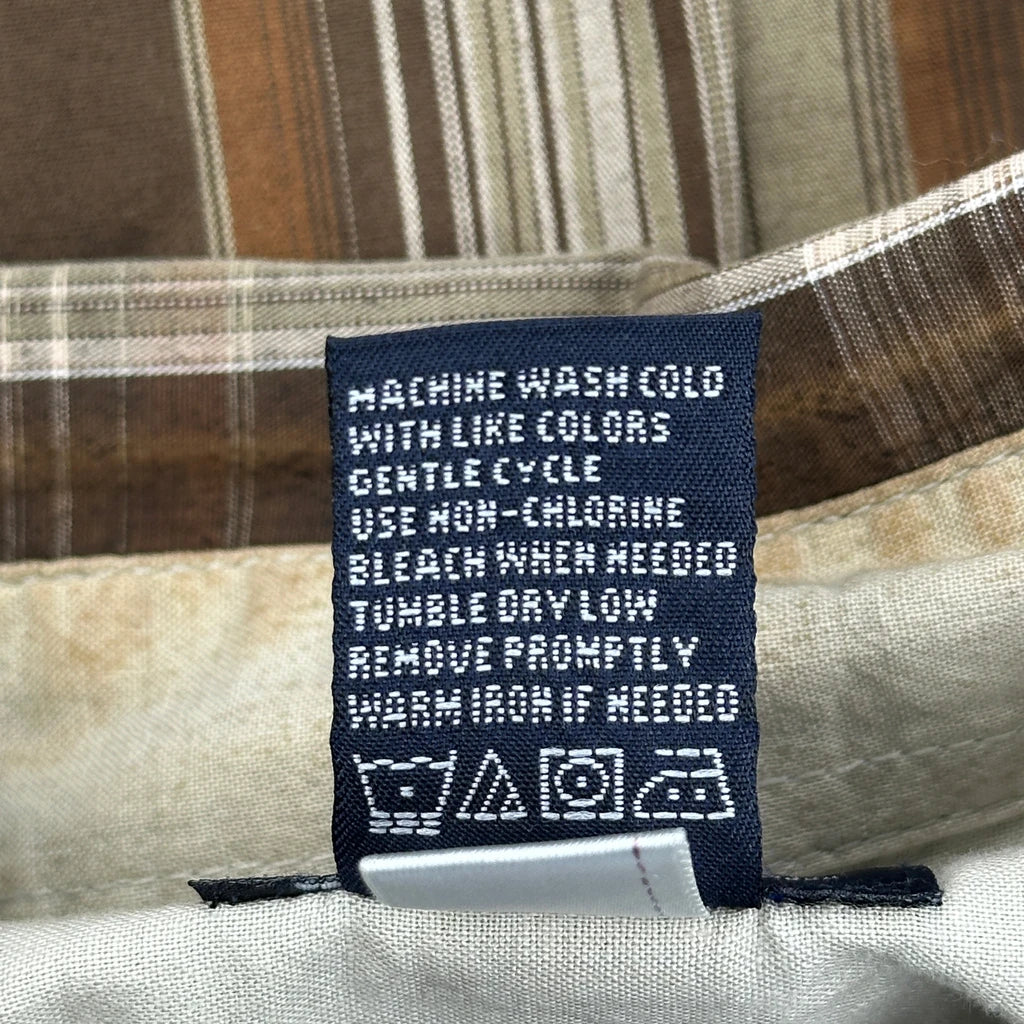 MACHINE WASH COLD
WITH LIKE COLORS
GENTLE CYCLE
USE NON-CHLORINE
BLEACH WHEN NEEDED
TUMBLE DRY LOW
REMOVE PROMPTLY
WARM IRON IF NEEDED